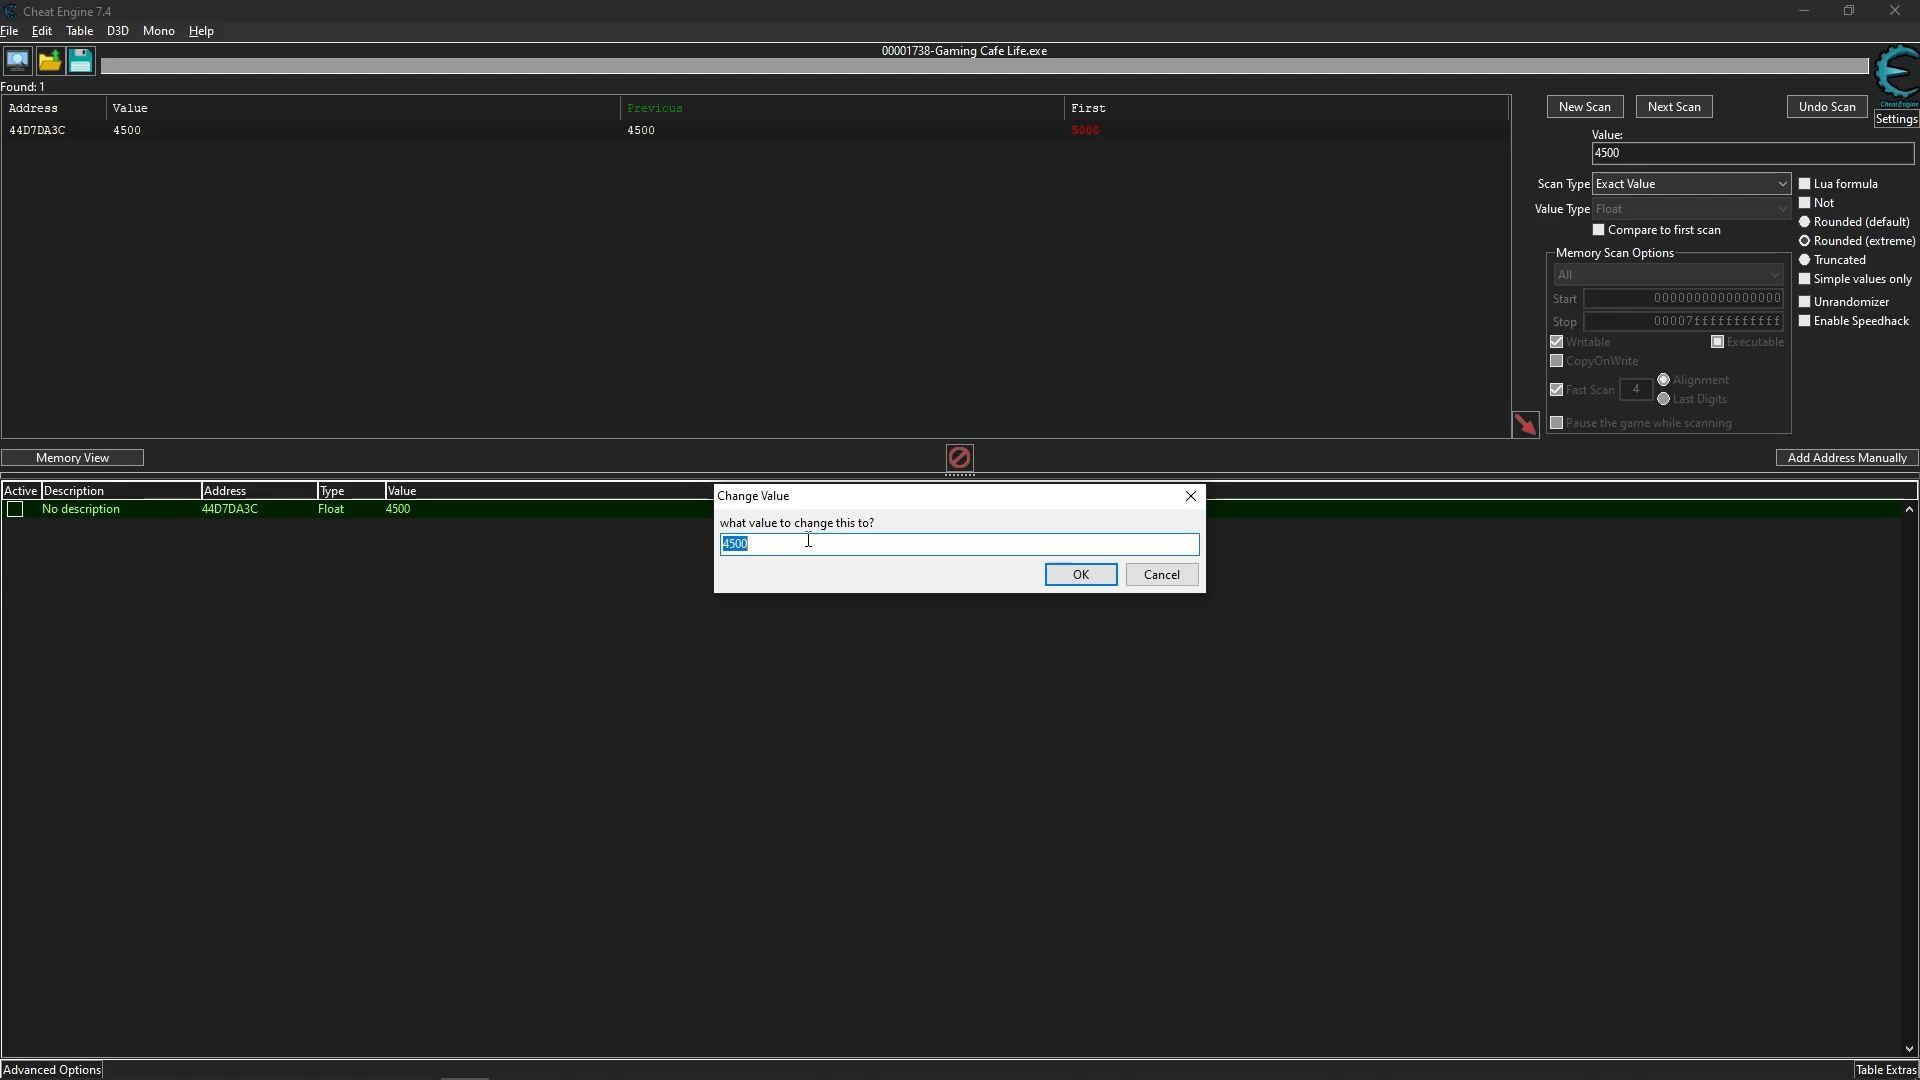 Cheat Engine 7.4
File Edit Table D3D Mono Help
00001738-Gaming Cafe Life.exe
Cheat Engine
Settings
Found: 1
Address Value Previous First
44D7DA3C 4500 4500 5000
New Scan Next Scan Undo Scan
Value:
4500
Scan Type Exact Value
Value Type Float
Compare to first scan
Lua formula
Not
Rounded (default)
Rounded (extreme)
Truncated
Simple values only
Unrandomizer
Enable Speedhack
Memory Scan Options
All
Start 0000000000000000
Stop 00007fffffffffff
Writable Executable
CopyOnWrite
Fast Scan 4 Alignment
Last Digits
Pause the game while scanning
Memory View Add Address Manually
Active Description Address Type Value
No description 44D7DA3C Float 4500
Change Value
what value to change this to?
4500
OK Cancel
Advanced Options Table Extras